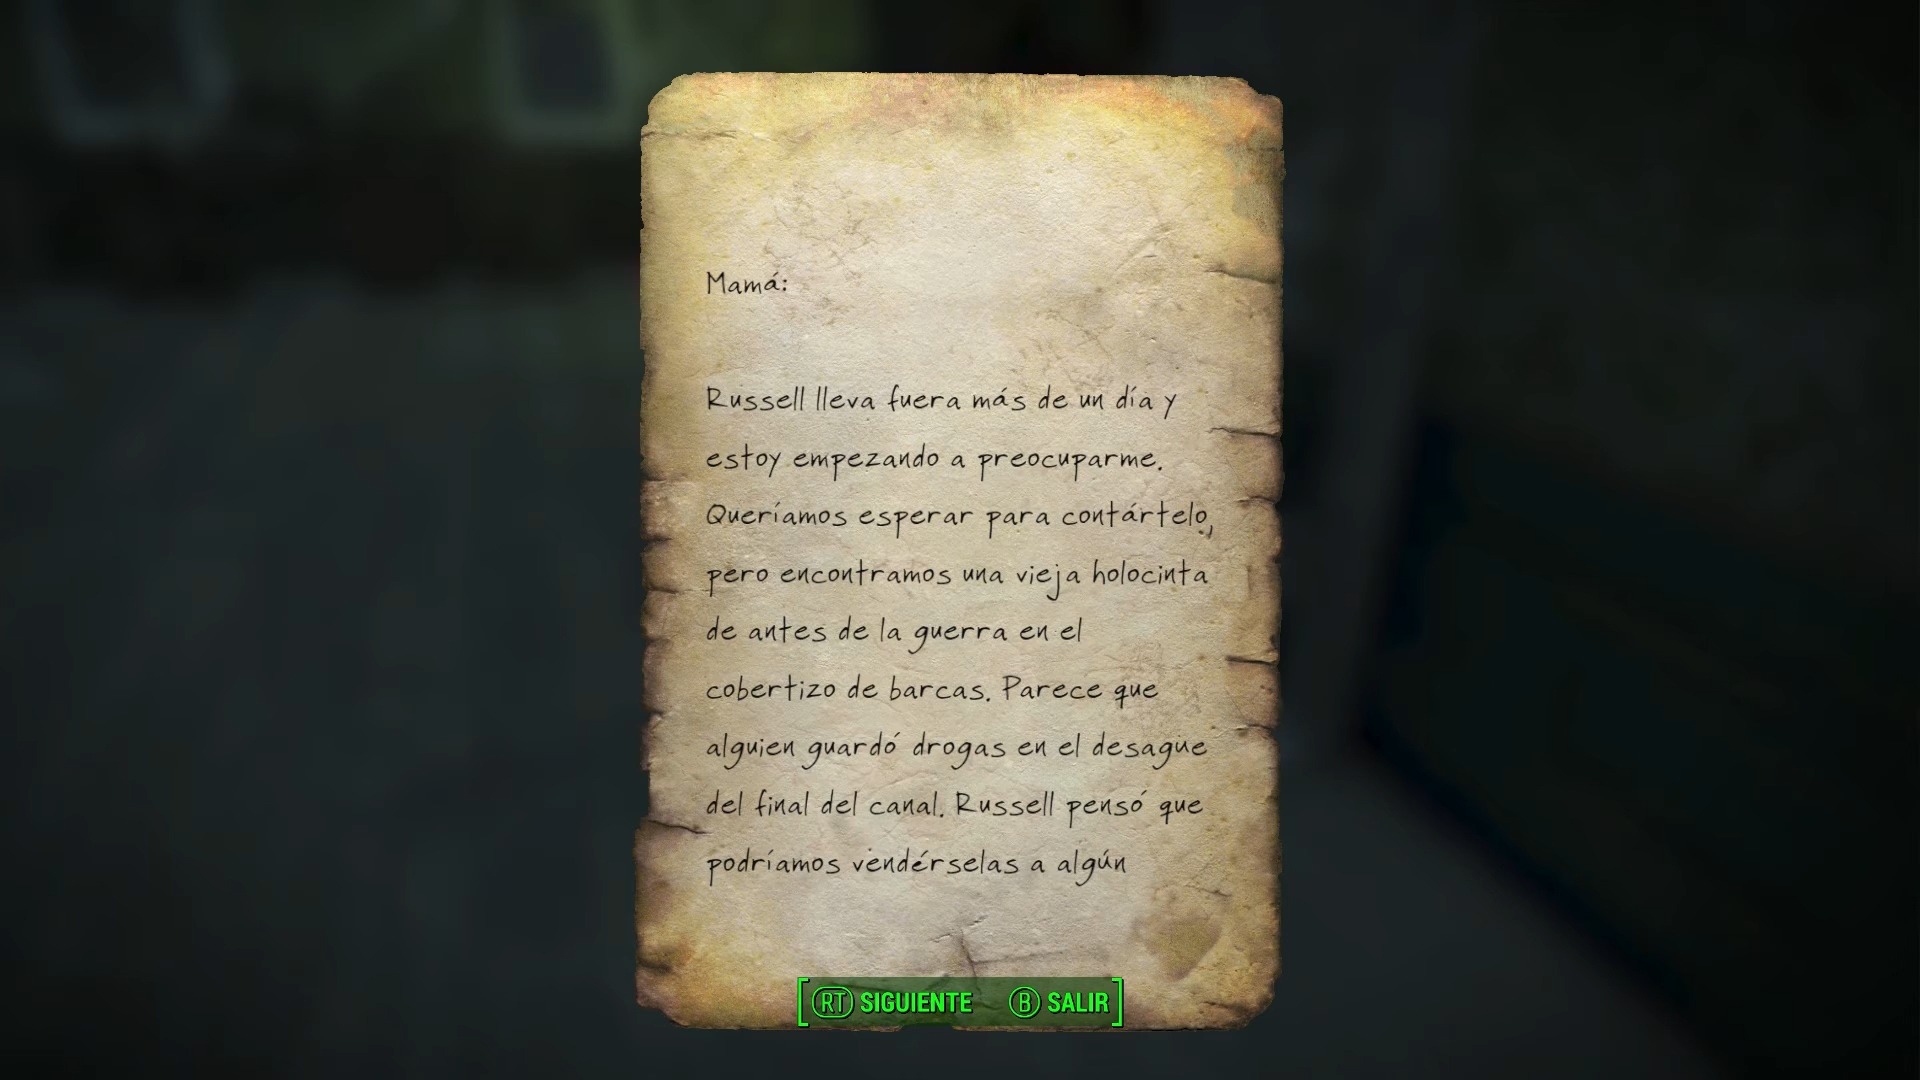 Mamá:
Russell lleva fuera más de un día y
estoy empezando a preocuparme.
Queríamos esperar para contártelo,
pero encontramos una vieja holocinta
de antes de la guerra en el
cobertizo de barcas. Parece que
alguien guardó drogas en el desague
del final del canal. Russell pensó que
podríamos vendérselas a algún
RT SIGUIENTE B SALIR